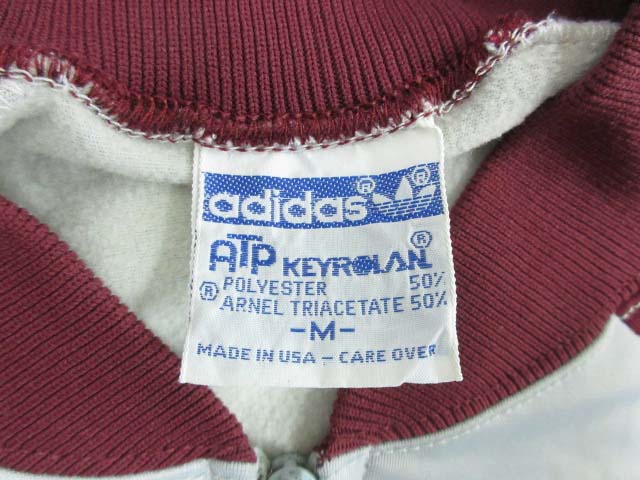 adidas®
ATP KEYROLAN®
POLYESTER 50%
® ARNEL TRIACETATE 50%
-M-
MADE IN USA - CARE OVER